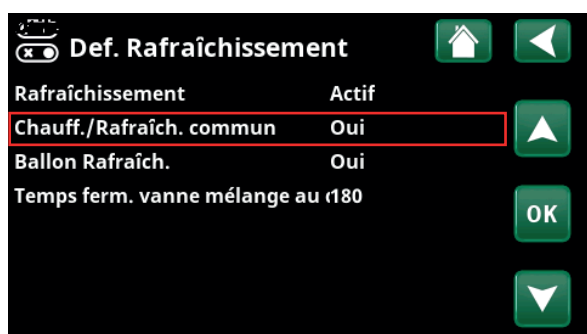 Def. Rafraîchissement
Rafraîchissement Actif
Chauff./Rafraîch. commun Oui
Ballon Rafraîch. Oui
Temps ferm. vanne mélange au 180
OK